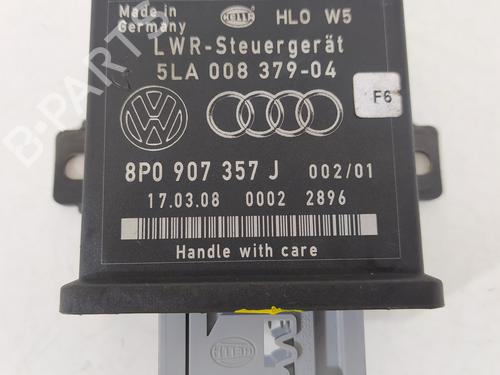 Made in
Germany
HELLA
HLO W5
LWR-Steuergerät
5LA 008 379-04
F6
8P0 907 357 J 002/01
17.03.08 0002 2896
Handle with care
HELLA
B-PARTS